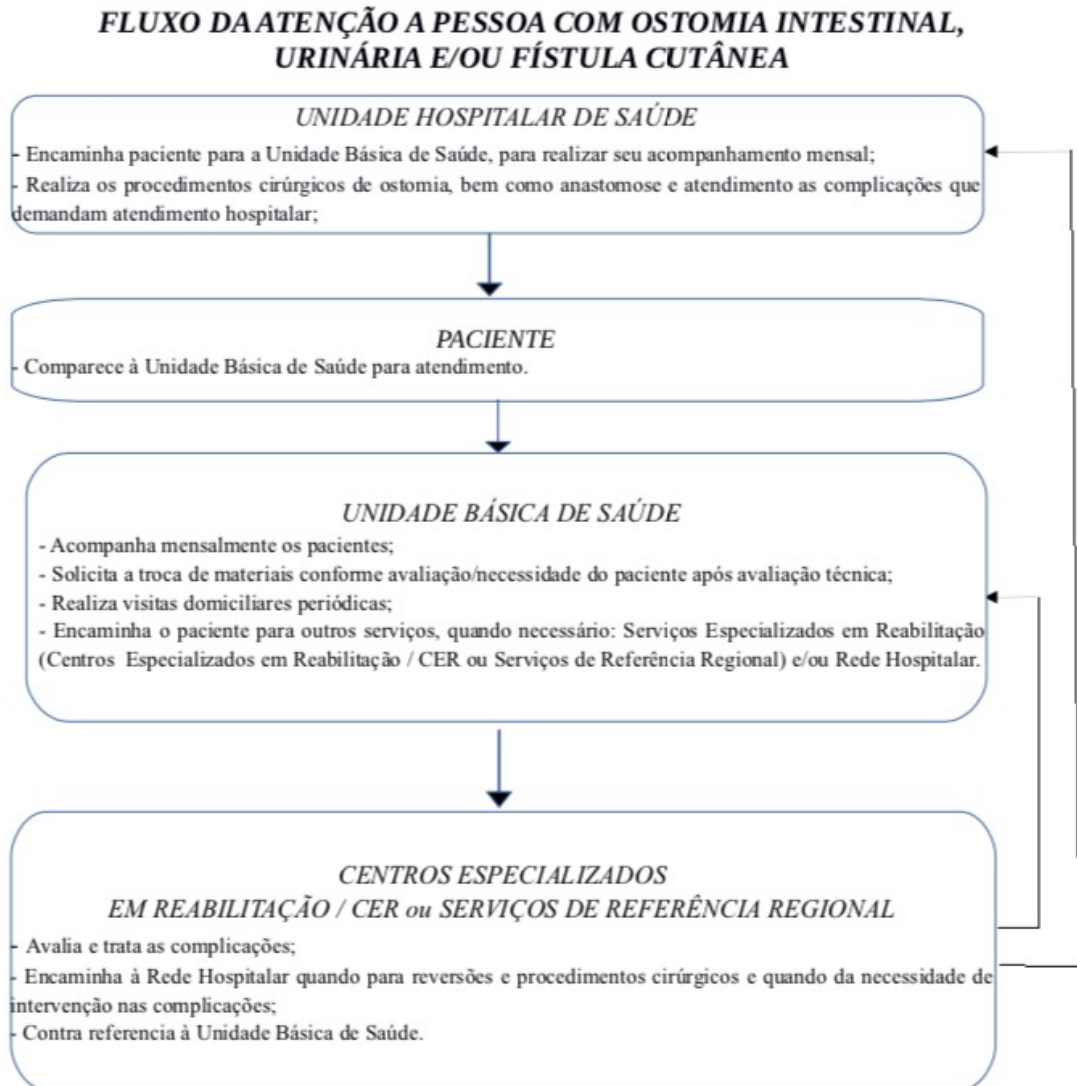 FLUXO DA ATENÇÃO A PESSOA COM OSTOMIA INTESTINAL,
URINÁRIA E/OU FÍSTULA CUTÂNEA
UNIDADE HOSPITALAR DE SAÚDE
- Encaminha paciente para a Unidade Básica de Saúde, para realizar seu acompanhamento mensal;
- Realiza os procedimentos cirúrgicos de ostomia, bem como anastomose e atendimento as complicações que
demandam atendimento hospitalar;
PACIENTE
- Comparece à Unidade Básica de Saúde para atendimento.
UNIDADE BÁSICA DE SAÚDE
- Acompanha mensalmente os pacientes;
- Solicita a troca de materiais conforme avaliação/necessidade do paciente após avaliação técnica;
- Realiza visitas domiciliares periódicas;
- Encaminha o paciente para outros serviços, quando necessário: Serviços Especializados em Reabilitação
(Centros Especializados em Reabilitação / CER ou Serviços de Referência Regional) e/ou Rede Hospitalar.
CENTROS ESPECIALIZADOS
EM REABILITAÇÃO / CER ou SERVIÇOS DE REFERÊNCIA REGIONAL
- Avalia e trata as complicações;
- Encaminha à Rede Hospitalar quando para reversões e procedimentos cirúrgicos e quando da necessidade de
intervenção nas complicações;
- Contra referencia à Unidade Básica de Saúde.